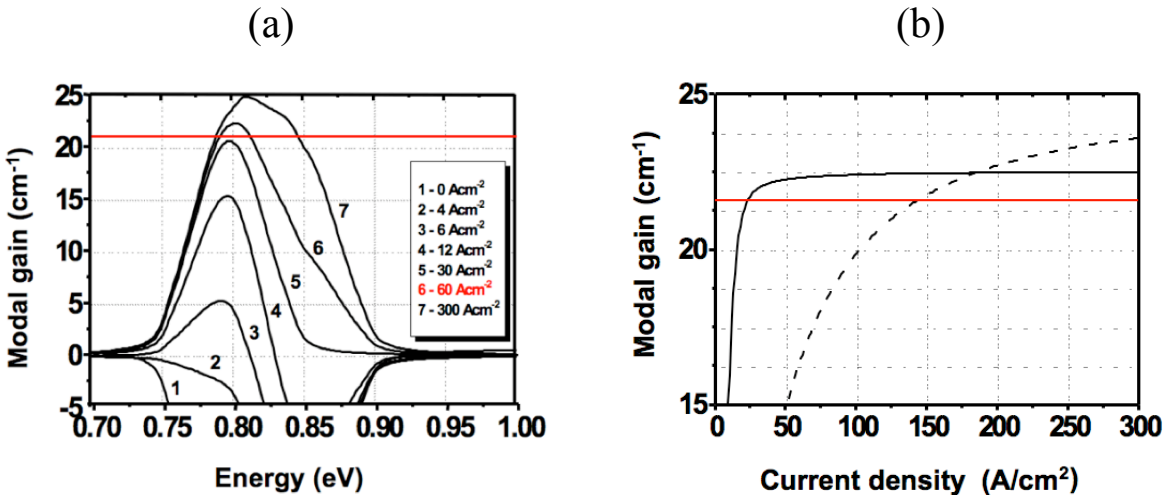 (a)
(b)
Modal gain (cm-1)
25
20
15
10
5
0
-5
0.70 0.75 0.80 0.85 0.90 0.95 1.00
Energy (eV)
1 - 0 Acm-2
2 - 4 Acm-2
3 - 6 Acm-2
4 - 12 Acm-2
5 - 30 Acm-2
6 - 60 Acm-2
7 - 300 Acm-2
1
2
3
4
5
6
7
Modal gain (cm-1)
25
20
15
0 50 100 150 200 250 300
Current density (A/cm2)